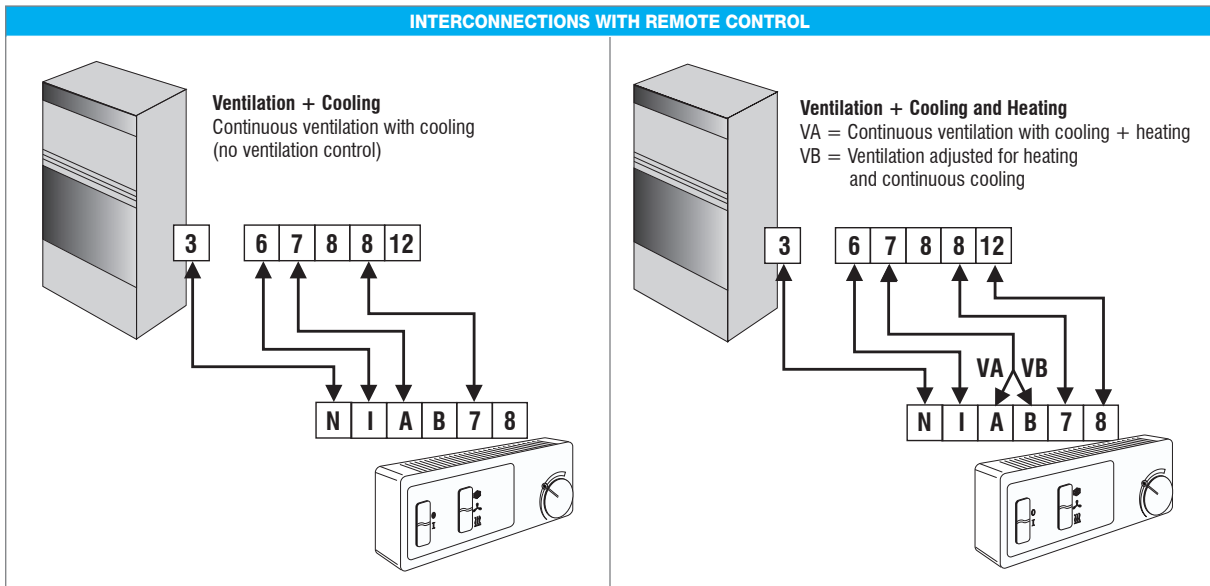 INTERCONNECTIONS WITH REMOTE CONTROL
Ventilation + Cooling
Continuous ventilation with cooling
(no ventilation control)
3 6 7 8 8 12
N I A B 7 8
I
Ventilation + Cooling and Heating
VA = Continuous ventilation with cooling + heating
VB = Ventilation adjusted for heating
and continuous cooling
3 6 7 8 8 12
VA VB
N I A B 7 8
O
I